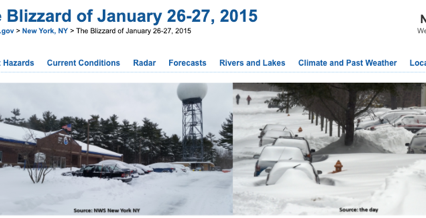 e Blizzard of January 26-27, 2015
.gov > New York, NY > The Blizzard of January 26-27, 2015
N
We
t Hazards Current Conditions Radar Forecasts Rivers and Lakes Climate and Past Weather Loca
Source: NWS New York NY
Source: the day